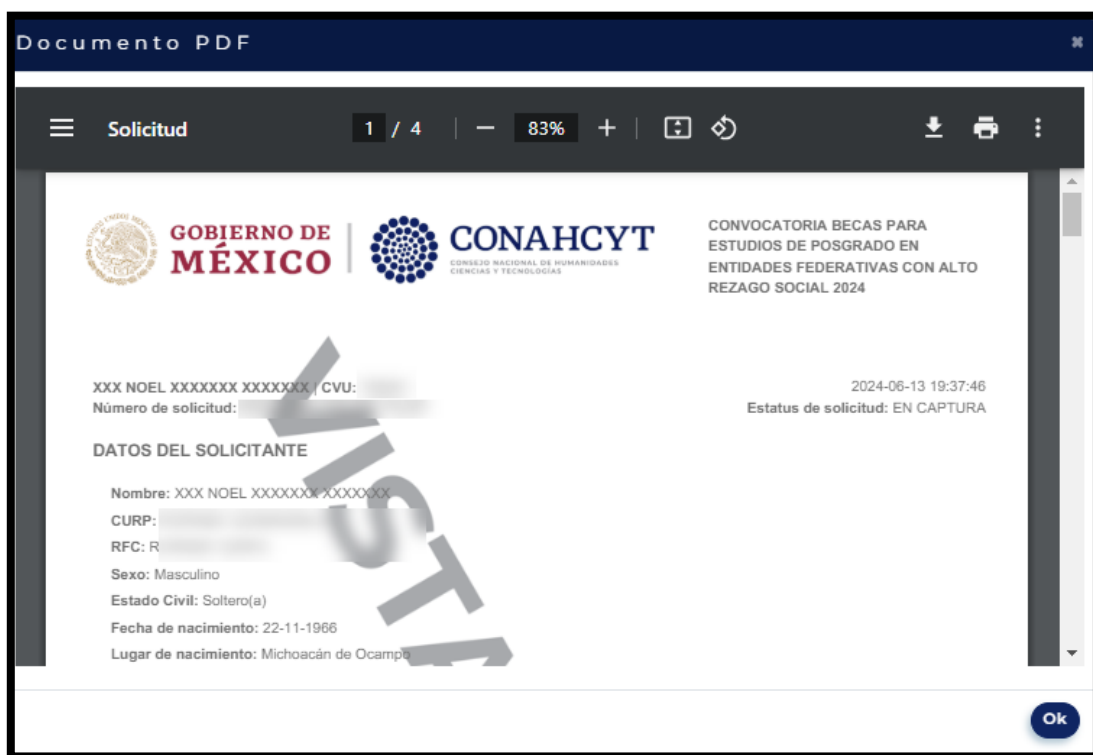 Documento PDF
Solicitud
1 / 4
83%
GOBIERNO DE
MÉXICO
CONAHCYT
CONSEJO NACIONAL DE HUMANIDADES
CIENCIAS Y TECNOLOGÍAS
CONVOCATORIA BECAS PARA
ESTUDIOS DE POSGRADO EN
ENTIDADES FEDERATIVAS CON ALTO
REZAGO SOCIAL 2024
XXX NOEL XXXXXXX XXXXXXX | CVU:
2024-06-13 19:37:46
Número de solicitud:
Estatus de solicitud: EN CAPTURA
DATOS DEL SOLICITANTE
Nombre: XXX NOEL XXXXXXX XXXXXXX
CURP:
RFC: R
Sexo: Masculino
Estado Civil: Soltero(a)
Fecha de nacimiento: 22-11-1966
Lugar de nacimiento: Michoacán de Ocampo
VISTA
Ok